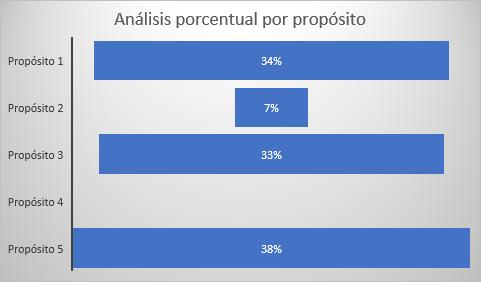 Análisis porcentual por propósito
Propósito 1
34%
Propósito 2
7%
Propósito 3
33%
Propósito 4
Propósito 5
38%